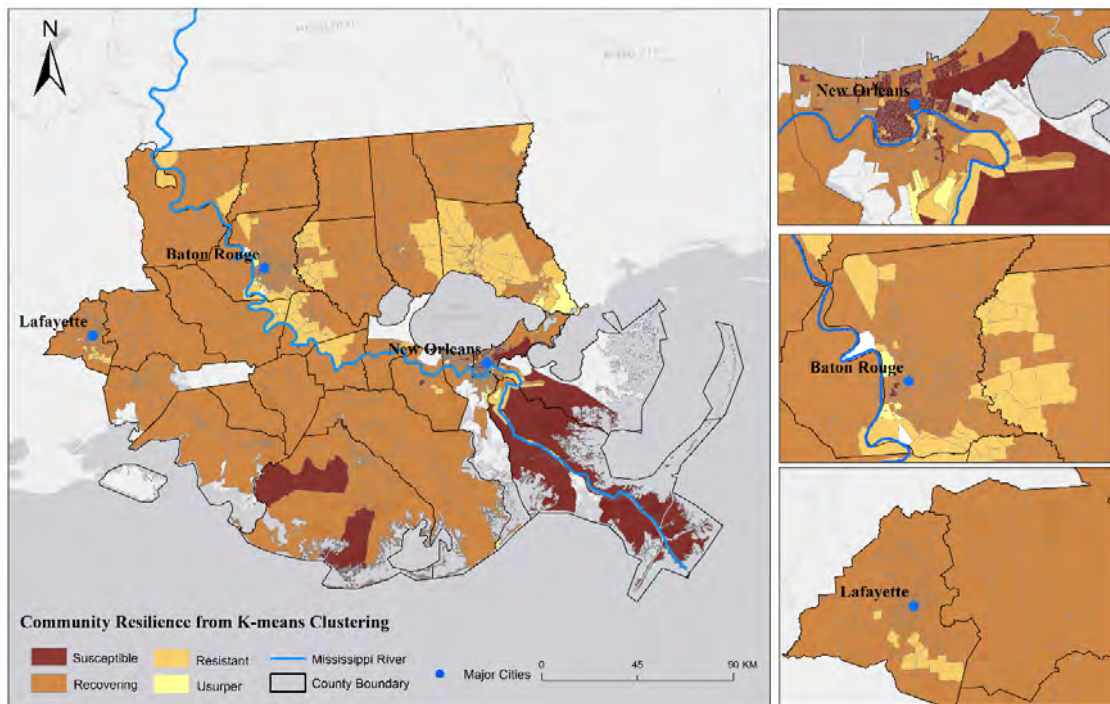 N
Baton Rouge
Lafayette
New Orleans
Community Resilience from K-means Clustering
Susceptible
Resistant
Mississippi River
Major Cities
Recovering
Usurper
County Boundary
0 45 90 KM
New Orleans
Baton Rouge
Lafayette